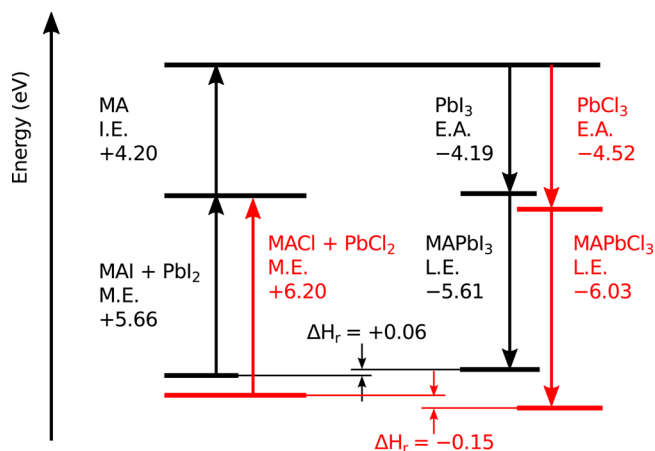 Energy (eV)
MA
I.E.
+4.20
PbI₃
E.A.
−4.19
PbCl₃
E.A.
−4.52
MAI + PbI₂
M.E.
+5.66
MACl + PbCl₂
M.E.
+6.20
MAPbI₃
L.E.
−5.61
MAPbCl₃
L.E.
−6.03
ΔHᵣ = +0.06
ΔHᵣ = −0.15